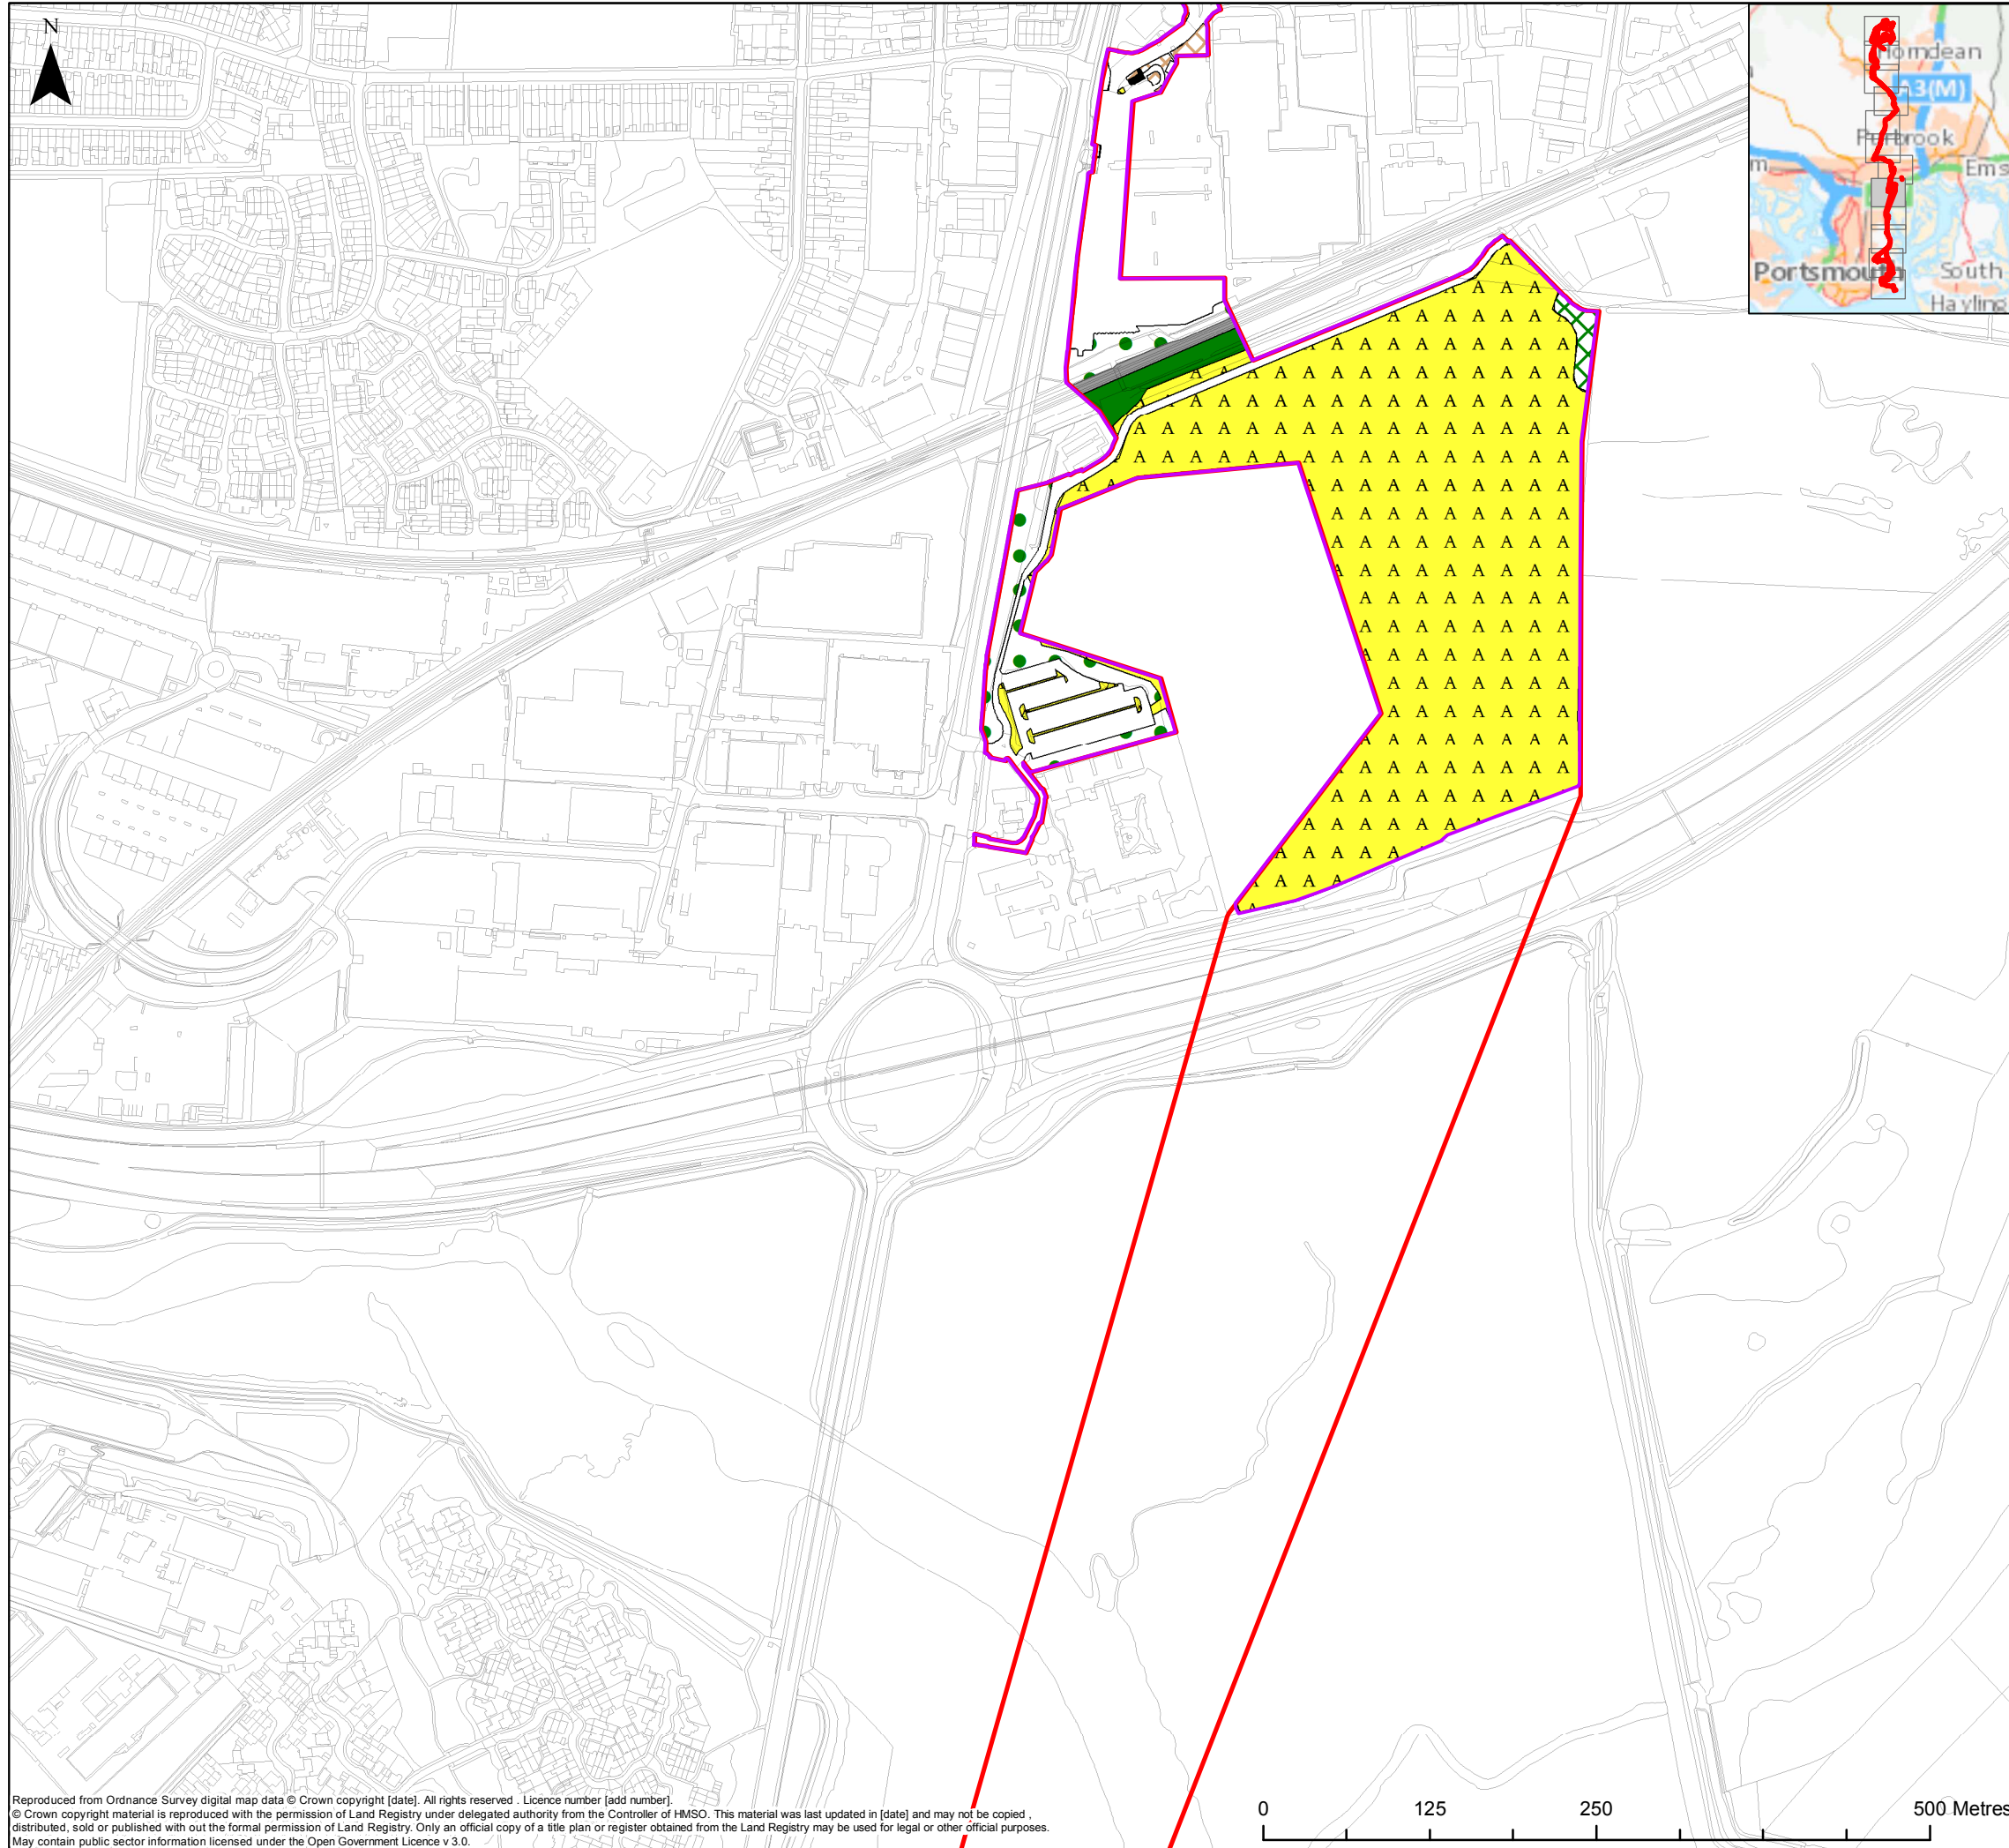 N
Horndean
A3(M)
Purbrook
m
Ems
Portsmouth
South
Hayling
A
Reproduced from Ordnance Survey digital map data © Crown copyright [date]. All rights reserved . Licence number [add number].
© Crown copyright material is reproduced with the permission of Land Registry under delegated authority from the Controller of HMSO. This material was last updated in [date] and may not be copied ,
distributed, sold or published with out the formal permission of Land Registry. Only an official copy of a title plan or register obtained from the Land Registry may be used for legal or other official purposes.
May contain public sector information licensed under the Open Government Licence v 3.0.
0 125 250 500 Metres